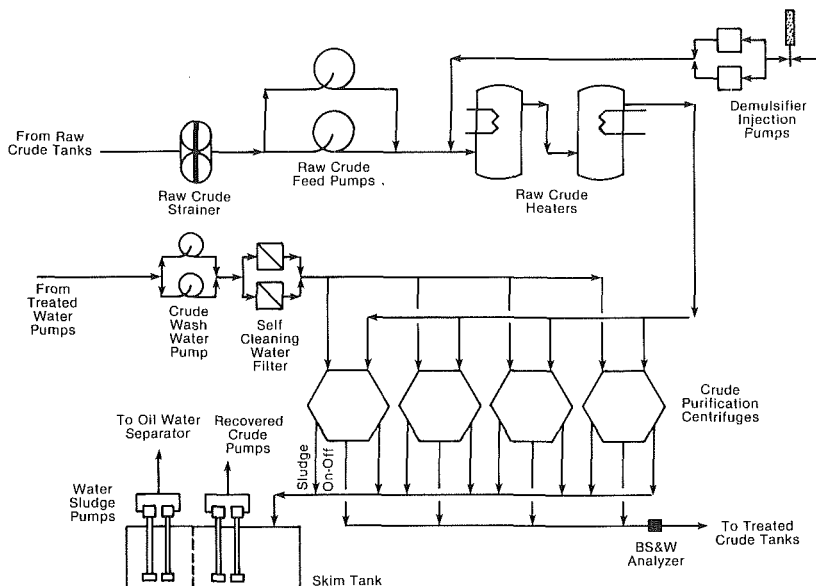 Demulsifier
Injection
Pumps
From Raw
Crude Tanks
Raw Crude
Strainer
Raw Crude
Feed Pumps
Raw Crude
Heaters
From
Treated
Water
Pumps
Crude
Wash
Water
Pump
Self
Cleaning
Water
Filter
Crude
Purification
Centrifuges
To Oil Water
Separator
Recovered
Crude
Pumps
Sludge
On-Off
Water
Sludge
Pumps
Skim Tank
BS&W
Analyzer
To Treated
Crude Tanks